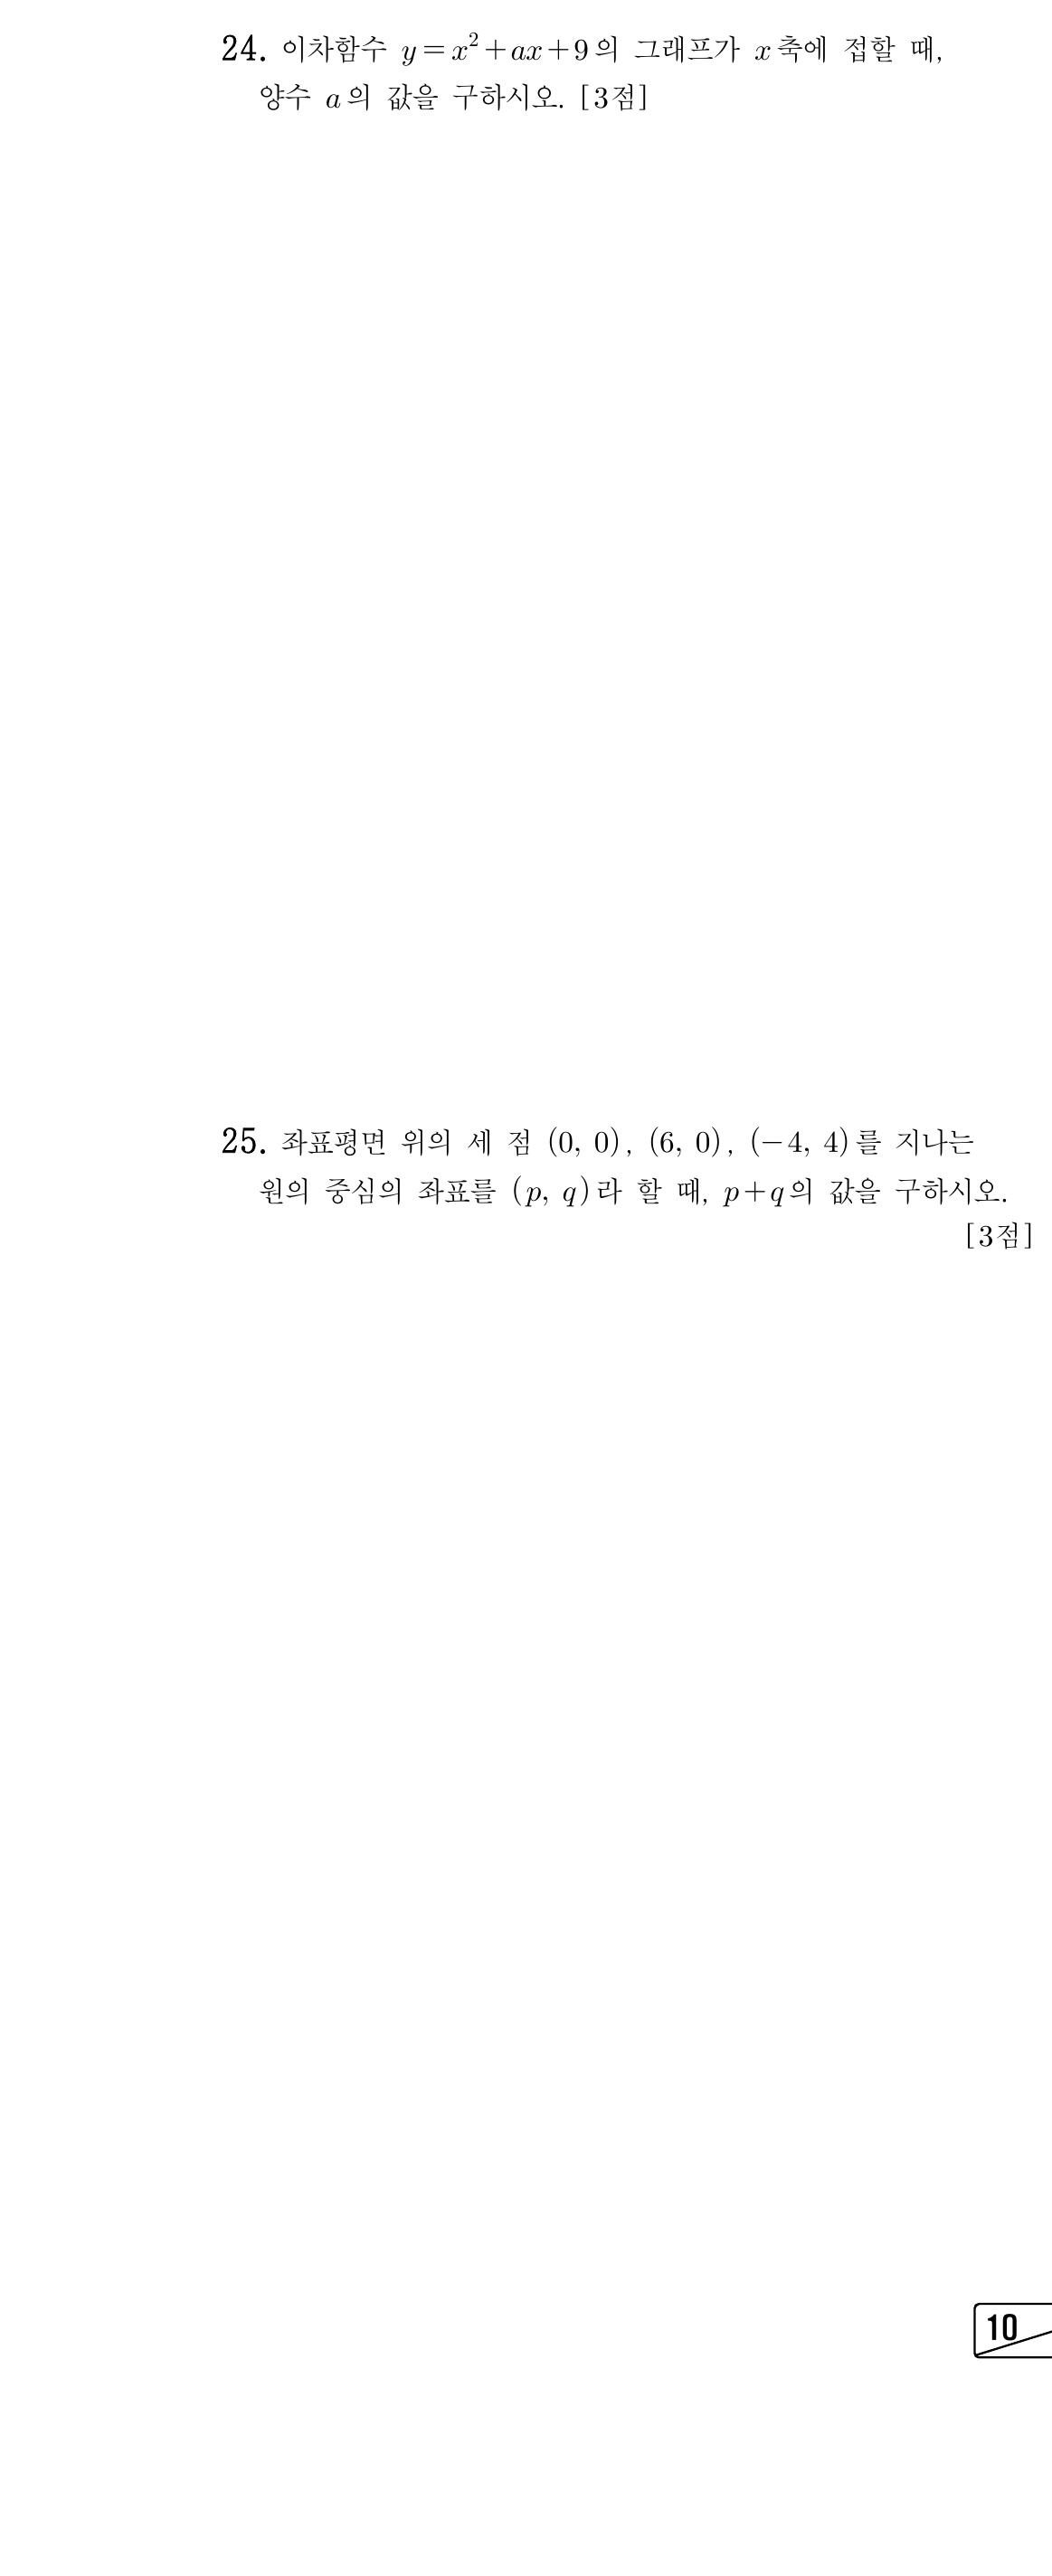 24. 이차함수 y=x²+ax+9의 그래프가 x축에 접할 때,
양수 a의 값을 구하시오. [3점]
25. 좌표평면 위의 세 점 (0, 0), (6, 0), (-4, 4)를 지나는
원의 중심의 좌표를 (p, q)라 할 때, p+q의 값을 구하시오.
[3점]
10